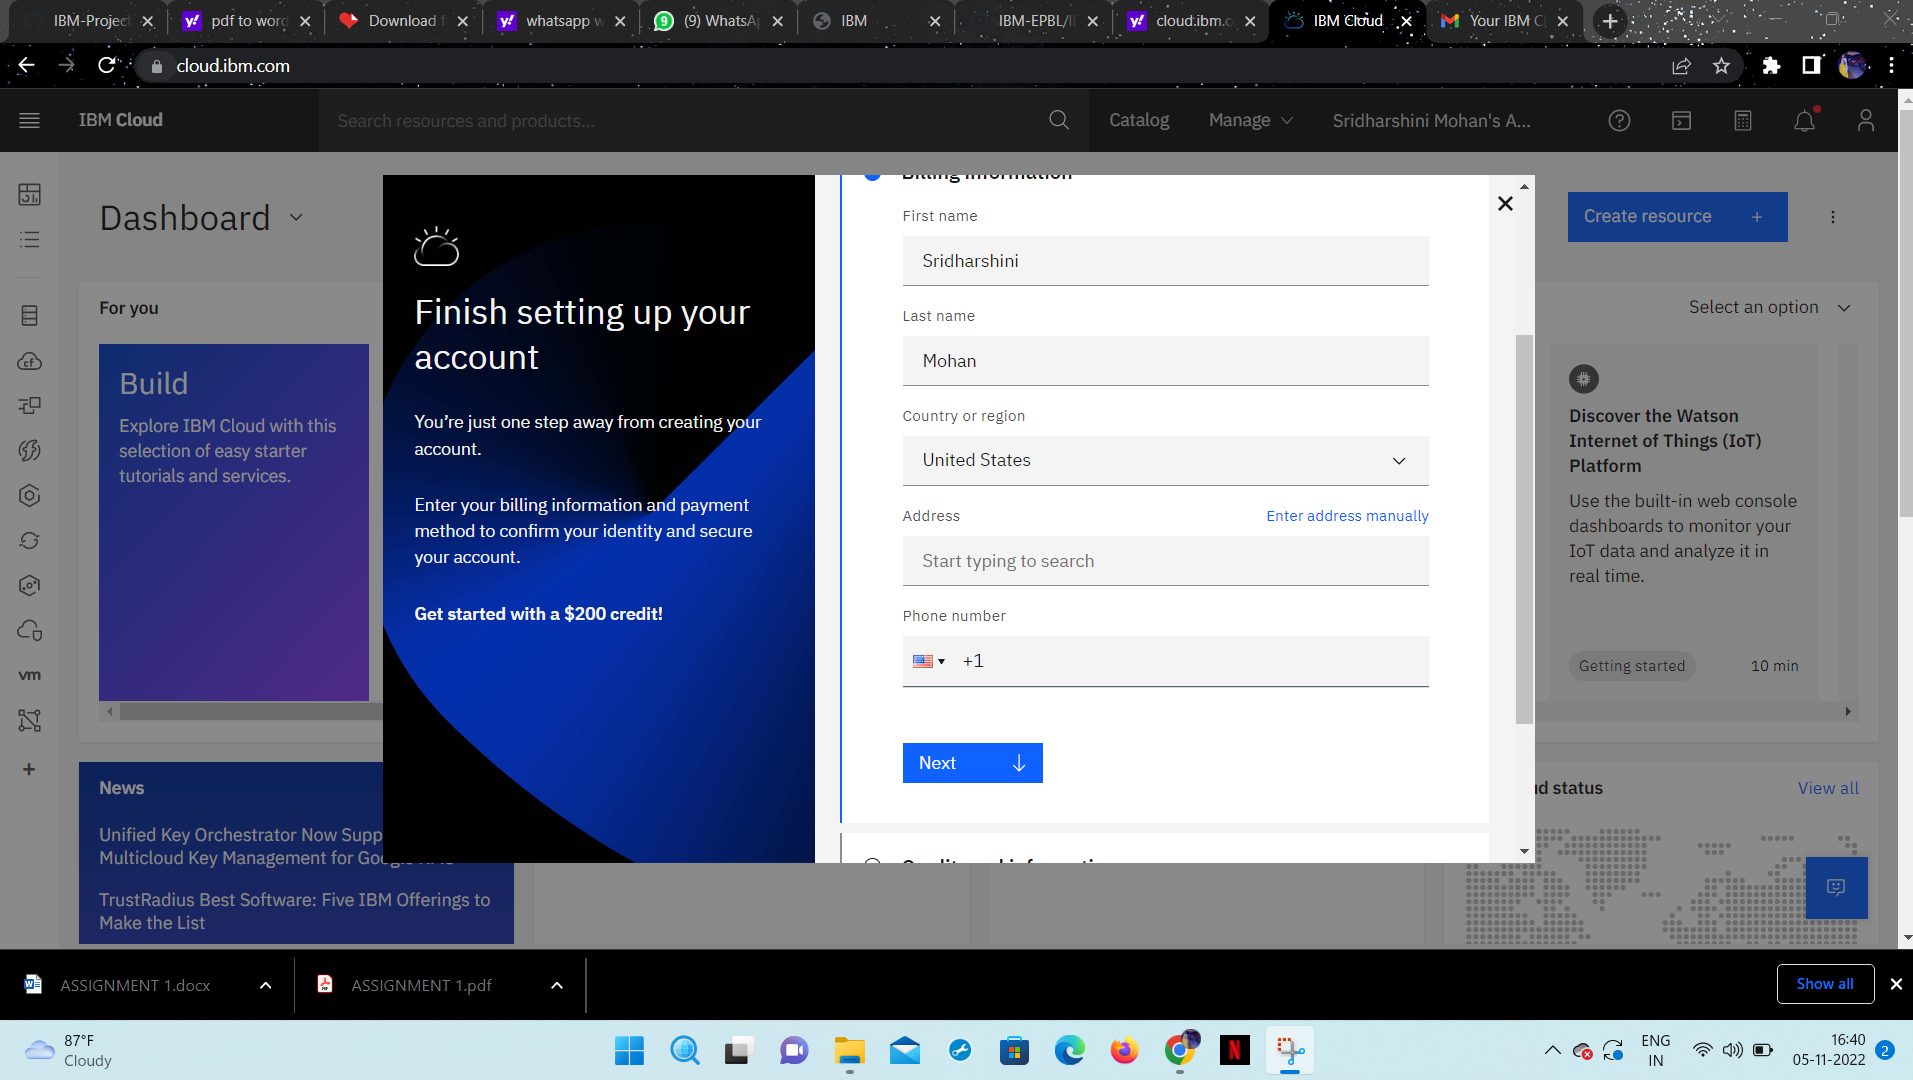 IBM-Projec
pdf to word
Download f
whatsapp w
(9) WhatsAp
IBM
IBM-EPBL/I
cloud.ibm.c
IBM Cloud
Your IBM Cl
cloud.ibm.com
IBM Cloud
Search resources and products...
Catalog
Manage
Sridharshini Mohan's A...
Dashboard
Create resource +
For you
Select an option
Build
Explore IBM Cloud with this
selection of easy starter
tutorials and services.
Finish setting up your
account
You're just one step away from creating your
account.
Enter your billing information and payment
method to confirm your identity and secure
your account.
Get started with a $200 credit!
Billing information
First name
Sridharshini
Last name
Mohan
Country or region
United States
Address
Enter address manually
Start typing to search
Phone number
+1
Next
Discover the Watson
Internet of Things (IoT)
Platform
Use the built-in web console
dashboards to monitor your
IoT data and analyze it in
real time.
Getting started
10 min
vm
News
Unified Key Orchestrator Now Supp
Multicloud Key Management for Goog
TrustRadius Best Software: Five IBM Offerings to
Make the List
ud status
View all
ASSIGNMENT 1.docx
ASSIGNMENT 1.pdf
Show all
87°F
Cloudy
ENG
IN
16:40
05-11-2022
2